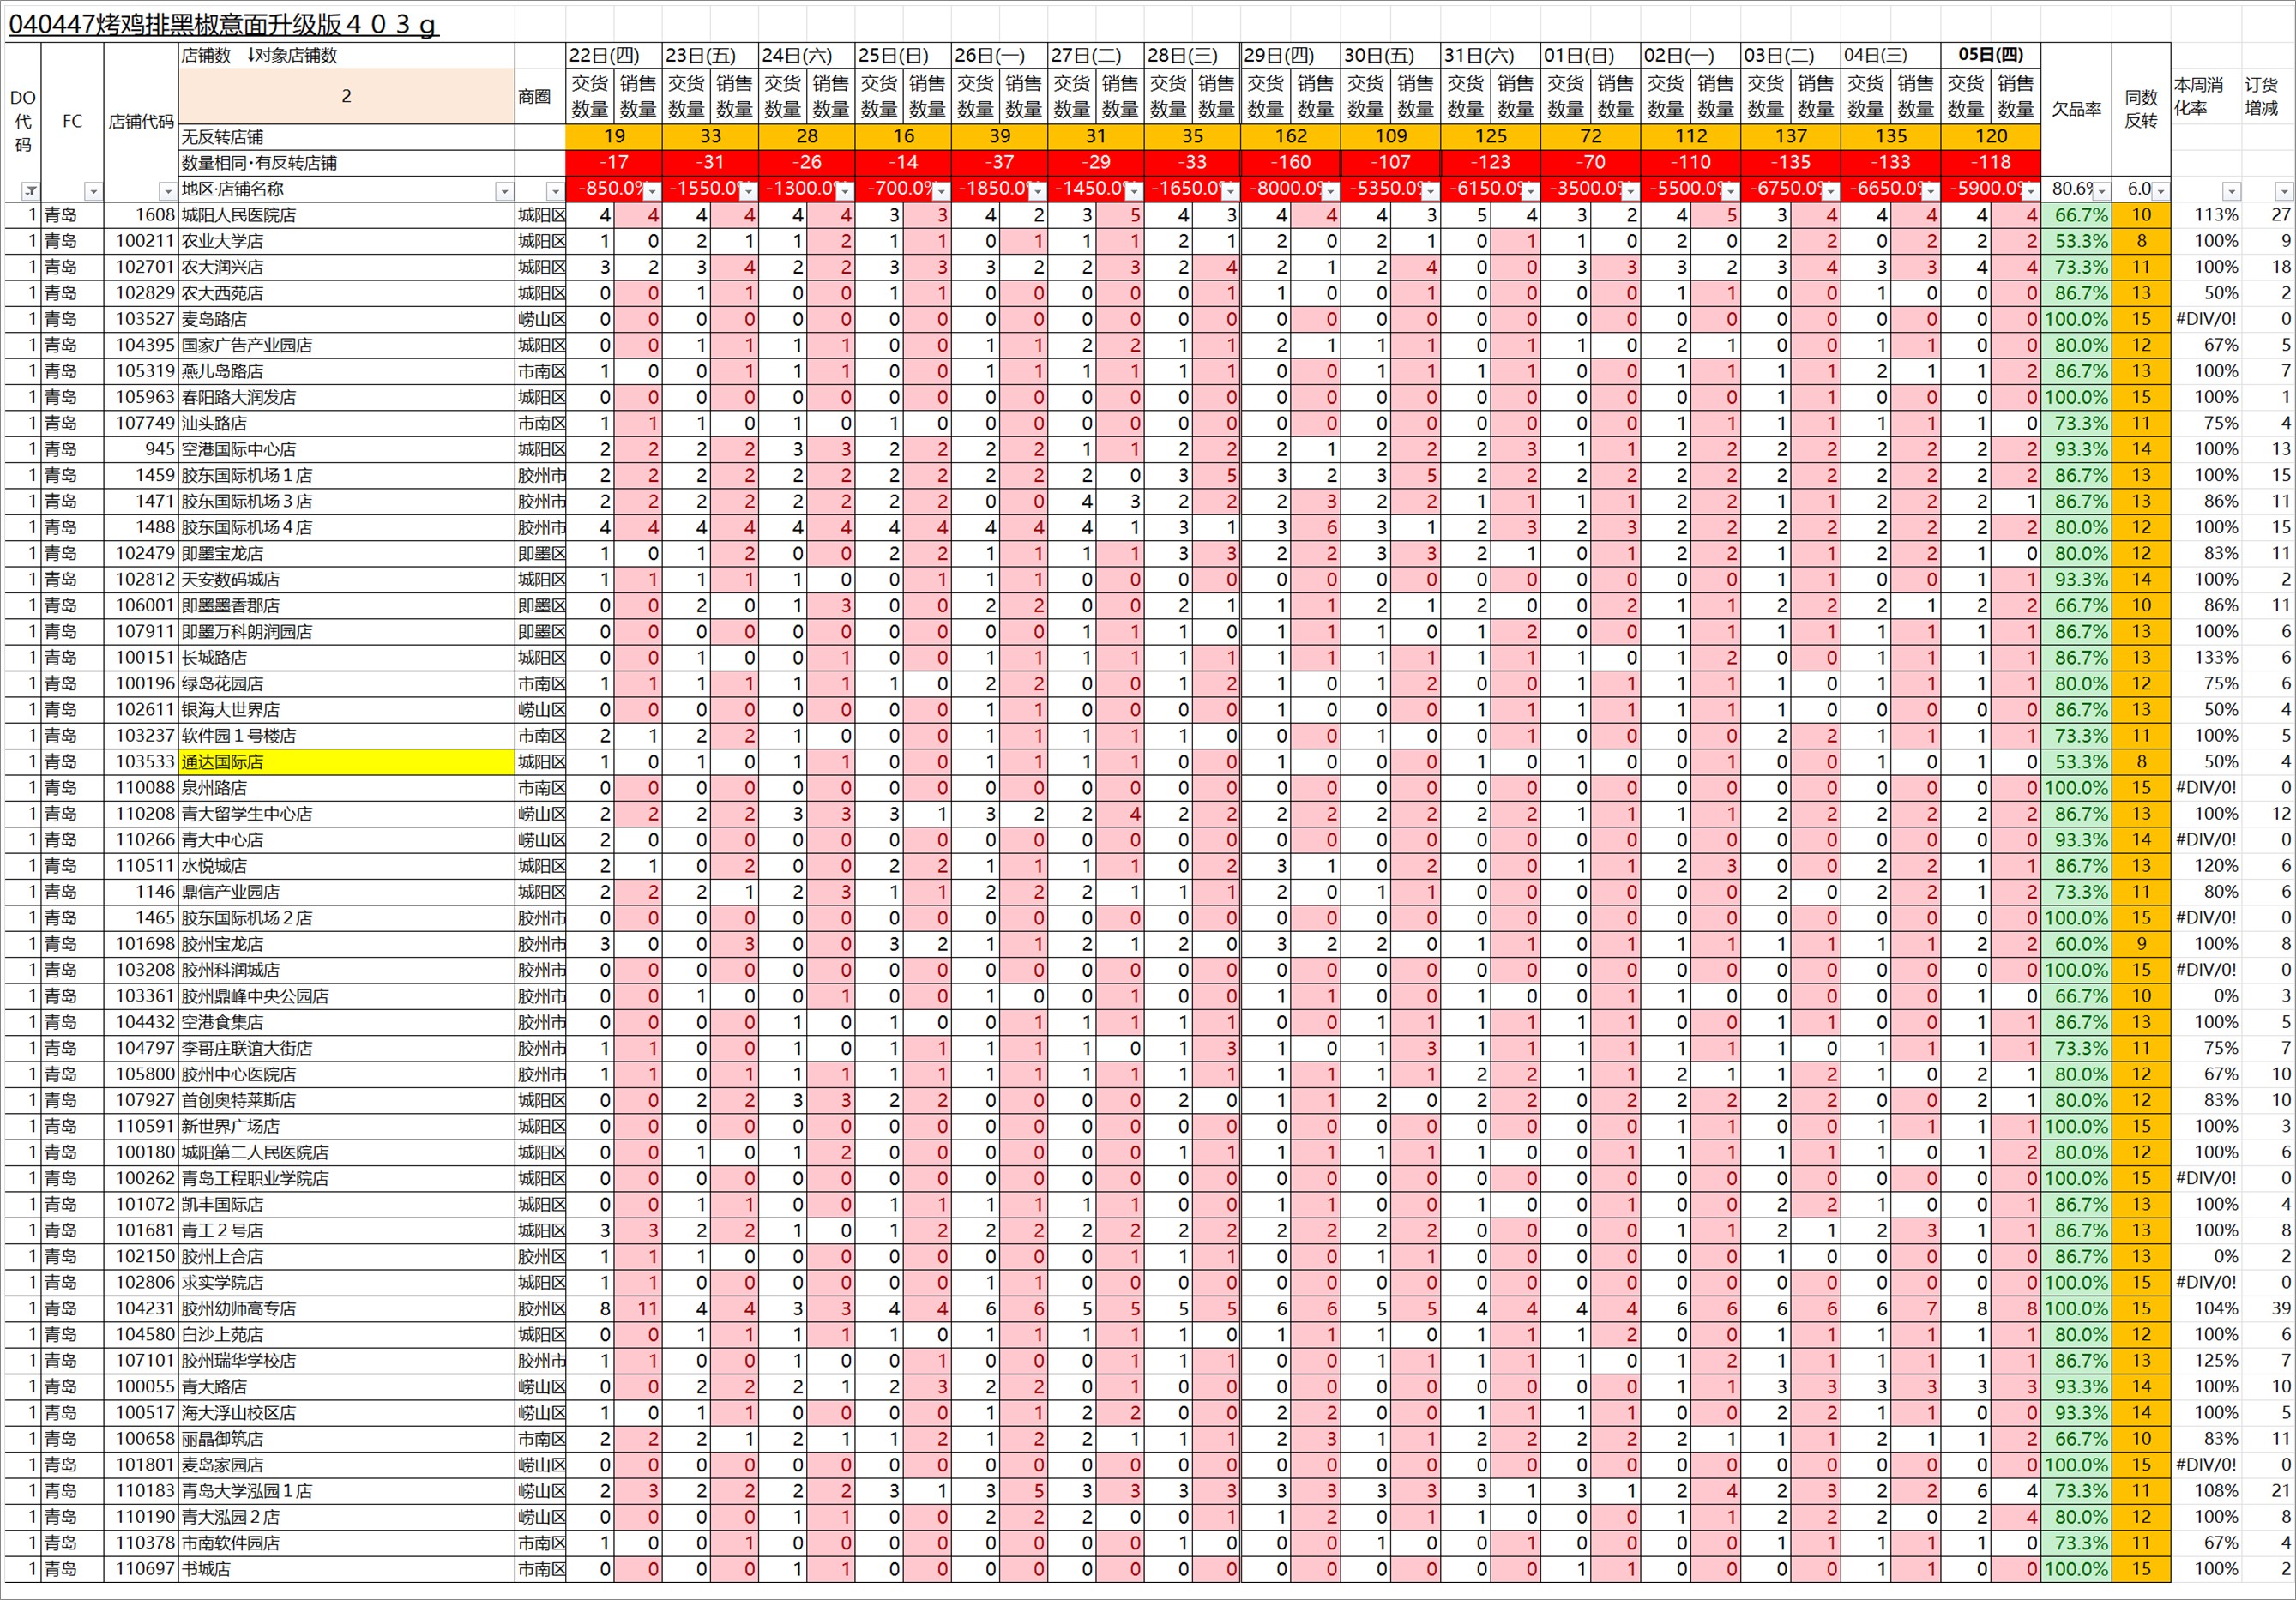 040447烤鸡排黑椒意面升级版４０３ｇ
DO代码 FC 店铺代码 店铺数 ↓对象店铺数 商圈 22日(四) 23日(五) 24日(六) 25日(日) 26日(一) 27日(二) 28日(三) 29日(四) 30日(五) 31日(六) 01日(日) 02日(一) 03日(二) 04日(三) 05日(四) 欠品率 同数反转 本周消化率 订货增减
2 交货数量 销售数量 交货数量 销售数量 交货数量 销售数量 交货数量 销售数量 交货数量 销售数量 交货数量 销售数量 交货数量 销售数量 交货数量 销售数量 交货数量 销售数量 交货数量 销售数量 交货数量 销售数量 交货数量 销售数量 交货数量 销售数量 交货数量 销售数量 交货数量 销售数量
无反转店铺 19 33 28 16 39 31 35 162 109 125 72 112 137 135 120
数量相同·有反转店铺 -17 -31 -26 -14 -37 -29 -33 -160 -107 -123 -70 -110 -135 -133 -118
地区·店铺名称 -850.0% -1550.0% -1300.0% -700.0% -1850.0% -1450.0% -1650.0% -8000.0% -5350.0% -6150.0% -3500.0% -5500.0% -6750.0% -6650.0% -5900.0% 80.6% 6.0
1 青岛 1608 城阳人民医院店 城阳区 4 4 4 4 4 4 3 3 4 2 3 5 4 3 4 4 4 3 5 4 3 2 4 5 3 4 4 4 4 4 66.7% 10 113% 27
1 青岛 100211 农业大学店 城阳区 1 0 2 1 1 2 1 1 0 1 1 1 2 1 2 0 2 1 0 1 1 0 2 0 2 2 0 2 2 2 53.3% 8 100% 9
1 青岛 102701 农大润兴店 城阳区 3 2 3 4 2 2 3 3 3 2 2 3 2 4 2 1 2 4 0 0 3 3 3 2 3 4 3 3 4 4 73.3% 11 100% 18
1 青岛 102829 农大西苑店 城阳区 0 0 1 1 0 0 1 1 0 0 0 0 0 1 1 0 0 1 0 0 0 0 1 1 0 0 1 0 0 0 86.7% 13 50% 2
1 青岛 103527 麦岛路店 崂山区 0 0 0 0 0 0 0 0 0 0 0 0 0 0 0 0 0 0 0 0 0 0 0 0 0 0 0 0 0 0 100.0% 15 #DIV/0! 0
1 青岛 104395 国家广告产业园店 城阳区 0 0 1 1 1 1 0 0 1 1 2 2 1 1 2 1 1 1 0 1 1 0 2 1 0 0 1 1 0 0 80.0% 12 67% 5
1 青岛 105319 燕儿岛路店 市南区 1 0 0 1 1 1 0 0 1 1 1 1 1 1 0 0 1 1 1 1 0 0 1 1 1 1 2 1 1 2 86.7% 13 100% 7
1 青岛 105963 春阳路大润发店 城阳区 0 0 0 0 0 0 0 0 0 0 0 0 0 0 0 0 0 0 0 0 0 0 0 0 1 1 0 0 0 0 100.0% 15 100% 1
1 青岛 107749 汕头路店 市南区 1 1 1 0 1 0 1 0 0 0 0 0 0 0 0 0 0 0 0 0 0 0 1 1 1 1 1 1 1 0 73.3% 11 75% 4
1 青岛 945 空港国际中心店 城阳区 2 2 2 2 3 3 2 2 2 2 1 1 2 2 2 1 2 2 2 3 1 1 2 2 2 2 2 2 2 2 93.3% 14 100% 13
1 青岛 1459 胶东国际机场１店 胶州市 2 2 2 2 2 2 2 2 2 2 2 0 3 5 3 2 3 5 2 2 2 2 2 2 2 2 2 2 2 2 86.7% 13 100% 15
1 青岛 1471 胶东国际机场３店 胶州市 2 2 2 2 2 2 2 2 0 0 4 3 2 2 2 3 2 2 1 1 1 1 2 2 1 1 2 2 2 1 86.7% 13 86% 11
1 青岛 1488 胶东国际机场４店 胶州市 4 4 4 4 4 4 4 4 4 4 4 1 3 1 3 6 3 1 2 3 2 3 2 2 2 2 2 2 2 2 80.0% 12 100% 15
1 青岛 102479 即墨宝龙店 即墨区 1 0 1 2 0 0 2 2 1 1 1 1 3 3 2 2 3 3 2 1 0 1 2 2 1 1 2 2 1 0 80.0% 12 83% 11
1 青岛 102812 天安数码城店 城阳区 1 1 1 1 1 0 0 1 1 1 0 0 0 0 0 0 0 0 0 0 0 0 0 0 1 1 0 0 1 1 93.3% 14 100% 2
1 青岛 106001 即墨墨香郡店 即墨区 0 0 2 0 1 3 0 0 2 2 0 0 2 1 1 1 2 1 2 0 0 2 1 1 2 2 2 1 2 2 66.7% 10 86% 11
1 青岛 107911 即墨万科朗润园店 即墨区 0 0 0 0 0 0 0 0 0 0 1 1 1 0 1 1 1 0 1 2 0 0 1 1 1 1 1 1 1 1 86.7% 13 100% 6
1 青岛 100151 长城路店 城阳区 0 0 1 0 0 1 0 0 1 1 1 1 1 1 1 1 1 1 1 1 1 0 1 2 0 0 1 1 1 1 86.7% 13 133% 6
1 青岛 100196 绿岛花园店 市南区 1 1 1 1 1 1 1 0 2 2 0 0 1 2 1 0 1 2 0 0 1 1 1 1 1 0 1 1 1 1 80.0% 12 75% 6
1 青岛 102611 银海大世界店 崂山区 0 0 0 0 0 0 0 0 1 1 0 0 0 0 1 0 0 0 1 1 1 1 1 1 1 0 0 0 0 0 86.7% 13 50% 4
1 青岛 103237 软件园１号楼店 市南区 2 1 2 2 1 0 0 0 1 1 1 1 1 0 0 0 1 0 0 1 0 0 0 0 2 2 1 1 1 1 73.3% 11 100% 5
1 青岛 103533 通达国际店 城阳区 1 0 1 0 1 1 0 0 1 1 1 1 0 0 1 0 0 0 1 0 1 0 0 1 0 0 1 0 1 0 53.3% 8 50% 4
1 青岛 110088 泉州路店 市南区 0 0 0 0 0 0 0 0 0 0 0 0 0 0 0 0 0 0 0 0 0 0 0 0 0 0 0 0 0 0 100.0% 15 #DIV/0! 0
1 青岛 110208 青大留学生中心店 崂山区 2 2 2 2 3 3 3 1 3 2 2 4 2 2 2 2 2 2 2 2 1 1 1 1 2 2 2 2 2 2 86.7% 13 100% 12
1 青岛 110266 青大中心店 崂山区 2 0 0 0 0 0 0 0 0 0 0 0 0 0 0 0 0 0 0 0 0 0 0 0 0 0 0 0 0 0 93.3% 14 #DIV/0! 0
1 青岛 110511 水悦城店 城阳区 2 1 0 2 0 0 2 2 1 1 1 1 0 2 3 1 0 2 0 0 1 1 2 3 0 0 2 2 1 1 86.7% 13 120% 6
1 青岛 1146 鼎信产业园店 城阳区 2 2 2 1 2 3 1 1 2 2 2 1 1 1 2 0 1 1 0 0 0 0 0 0 2 0 2 2 1 2 73.3% 11 80% 6
1 青岛 1465 胶东国际机场２店 胶州市 0 0 0 0 0 0 0 0 0 0 0 0 0 0 0 0 0 0 0 0 0 0 0 0 0 0 0 0 0 0 100.0% 15 #DIV/0! 0
1 青岛 101698 胶州宝龙店 胶州市 3 0 0 3 0 0 3 2 1 1 2 1 2 0 3 2 2 0 1 1 0 1 1 1 1 1 1 1 2 2 60.0% 9 100% 8
1 青岛 103208 胶州科润城店 胶州市 0 0 0 0 0 0 0 0 0 0 0 0 0 0 0 0 0 0 0 0 0 0 0 0 0 0 0 0 0 0 100.0% 15 #DIV/0! 0
1 青岛 103361 胶州鼎峰中央公园店 胶州市 0 0 1 0 0 1 0 0 1 0 0 1 0 0 1 1 0 0 1 0 0 1 1 0 0 0 0 0 1 0 66.7% 10 0% 3
1 青岛 104432 空港食集店 胶州市 0 0 0 0 1 0 1 0 0 1 1 1 1 1 0 0 1 1 1 1 1 1 0 0 1 1 0 0 1 1 86.7% 13 100% 5
1 青岛 104797 李哥庄联谊大街店 胶州市 1 1 0 0 1 0 1 1 1 1 1 0 1 3 1 0 1 3 1 1 1 1 1 1 1 0 1 1 1 1 73.3% 11 75% 7
1 青岛 105800 胶州中心医院店 胶州市 1 1 0 1 1 1 1 1 1 1 1 1 1 1 1 1 1 1 2 2 1 1 2 1 1 2 1 0 2 1 80.0% 12 67% 10
1 青岛 107927 首创奥特莱斯店 城阳区 0 0 2 2 3 3 2 2 0 0 0 0 2 0 1 1 2 0 2 2 0 2 2 2 2 2 0 0 2 1 80.0% 12 83% 10
1 青岛 110591 新世界广场店 城阳区 0 0 0 0 0 0 0 0 0 0 0 0 0 0 0 0 0 0 0 0 0 0 1 1 0 0 1 1 1 1 100.0% 15 100% 3
1 青岛 100180 城阳第二人民医院店 城阳区 0 0 1 0 1 2 0 0 0 0 0 0 1 1 1 1 1 1 1 0 0 1 1 1 1 1 1 0 1 2 80.0% 12 100% 6
1 青岛 100262 青岛工程职业学院店 城阳区 0 0 0 0 0 0 0 0 0 0 0 0 0 0 0 0 0 0 0 0 0 0 0 0 0 0 0 0 0 0 100.0% 15 #DIV/0! 0
1 青岛 101072 凯丰国际店 城阳区 0 0 1 1 0 0 1 1 1 1 1 1 0 0 1 1 0 0 1 0 0 1 0 0 2 2 1 0 0 1 86.7% 13 100% 4
1 青岛 101681 青工２号店 城阳区 3 3 2 2 1 0 1 2 2 2 2 2 2 2 2 2 2 2 0 0 0 0 1 1 2 1 2 3 1 1 86.7% 13 100% 8
1 青岛 102150 胶州上合店 胶州区 1 1 1 0 0 0 0 0 0 0 0 1 1 1 0 0 1 1 0 0 0 0 0 0 1 0 0 0 0 0 86.7% 13 0% 2
1 青岛 102806 求实学院店 城阳区 1 1 0 0 0 0 0 0 1 1 0 0 0 0 0 0 0 0 0 0 0 0 0 0 0 0 0 0 0 0 100.0% 15 #DIV/0! 0
1 青岛 104231 胶州幼师高专店 胶州区 8 11 4 4 3 3 4 4 6 6 5 5 5 5 6 6 5 5 4 4 4 4 6 6 6 6 6 7 8 8 100.0% 15 104% 39
1 青岛 104580 白沙上苑店 城阳区 0 0 1 1 1 1 1 0 1 1 1 1 1 0 1 1 1 0 1 1 1 2 0 0 1 1 1 1 1 1 80.0% 12 100% 6
1 青岛 107101 胶州瑞华学校店 胶州市 1 1 0 0 1 0 0 1 0 0 0 1 1 1 0 0 1 1 1 1 1 0 1 2 1 1 1 1 1 1 86.7% 13 125% 7
1 青岛 100055 青大路店 崂山区 0 0 2 2 2 1 2 3 2 2 0 1 0 0 0 0 0 0 0 0 0 0 1 1 3 3 3 3 3 3 93.3% 14 100% 10
1 青岛 100517 海大浮山校区店 崂山区 1 0 1 1 0 0 0 0 1 1 2 2 0 0 2 2 0 0 1 1 1 1 0 0 2 2 1 1 0 0 93.3% 14 100% 5
1 青岛 100658 丽晶御筑店 市南区 2 2 2 1 2 1 1 2 1 2 2 1 1 1 2 3 1 1 2 2 2 2 2 1 1 1 2 1 1 2 66.7% 10 83% 11
1 青岛 101801 麦岛家园店 崂山区 0 0 0 0 0 0 0 0 0 0 0 0 0 0 0 0 0 0 0 0 0 0 0 0 0 0 0 0 0 0 100.0% 15 #DIV/0! 0
1 青岛 110183 青岛大学泓园１店 崂山区 2 3 2 2 2 2 3 1 3 5 3 3 3 3 3 3 3 3 3 1 3 1 2 4 2 3 2 2 6 4 73.3% 11 108% 21
1 青岛 110190 青大泓园２店 崂山区 0 0 0 0 1 1 0 0 2 2 2 0 0 1 1 2 0 1 1 0 0 0 1 1 2 2 2 0 2 4 80.0% 12 100% 8
1 青岛 110378 市南软件园店 市南区 1 0 0 1 0 0 0 0 0 0 0 0 1 0 0 0 1 0 0 1 0 0 0 0 1 1 1 1 1 0 73.3% 11 67% 4
1 青岛 110697 书城店 市南区 0 0 0 0 1 1 0 0 0 0 0 0 0 0 0 0 0 0 0 0 1 1 0 0 0 0 1 1 0 0 100.0% 15 100% 2